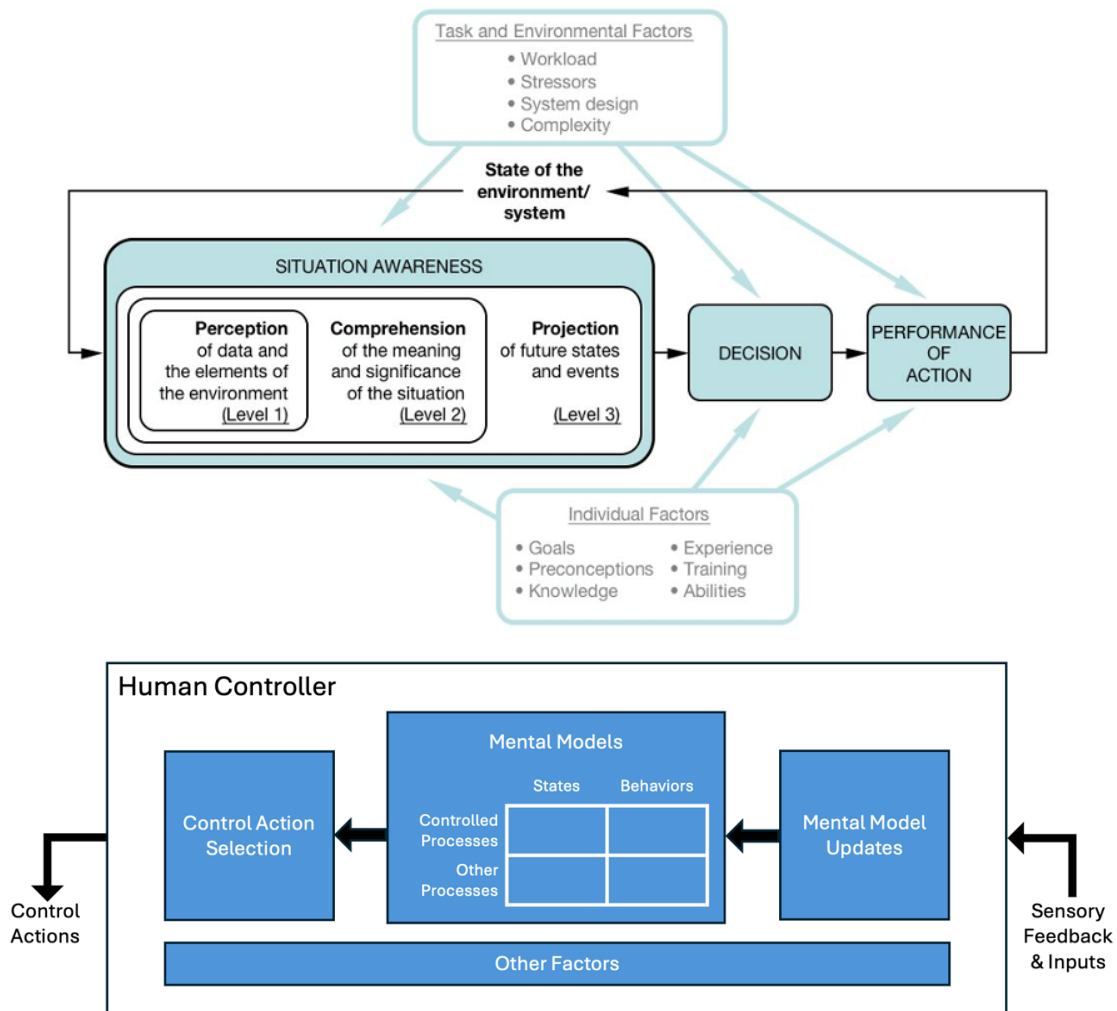 Task and Environmental Factors
• Workload
• Stressors
• System design
• Complexity
State of the
environment/
system
SITUATION AWARENESS
Perception
of data and
the elements of
the environment
(Level 1)
Comprehension
of the meaning
and significance
of the situation
(Level 2)
Projection
of future states
and events
(Level 3)
DECISION
PERFORMANCE
OF
ACTION
Individual Factors
• Goals
• Preconceptions
• Knowledge
• Experience
• Training
• Abilities
Human Controller
Control Action
Selection
Mental Models
States
Behaviors
Controlled
Processes
Other
Processes
Mental Model
Updates
Other Factors
Control
Actions
Sensory
Feedback
& Inputs